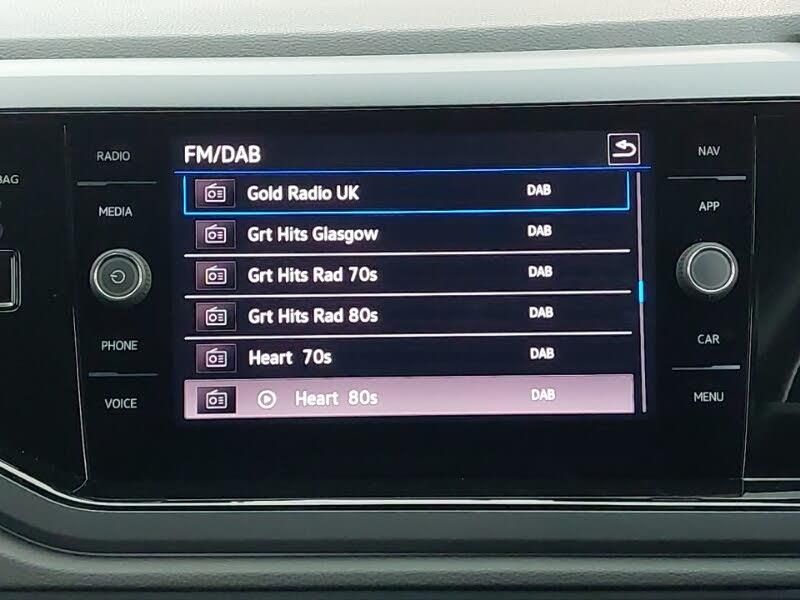 FM/DAB
RADIO
MEDIA
PHONE
VOICE
Gold Radio UK DAB
Grt Hits Glasgow DAB
Grt Hits Rad 70s DAB
Grt Hits Rad 80s DAB
Heart 70s DAB
Heart 80s DAB
NAV
APP
CAR
MENU